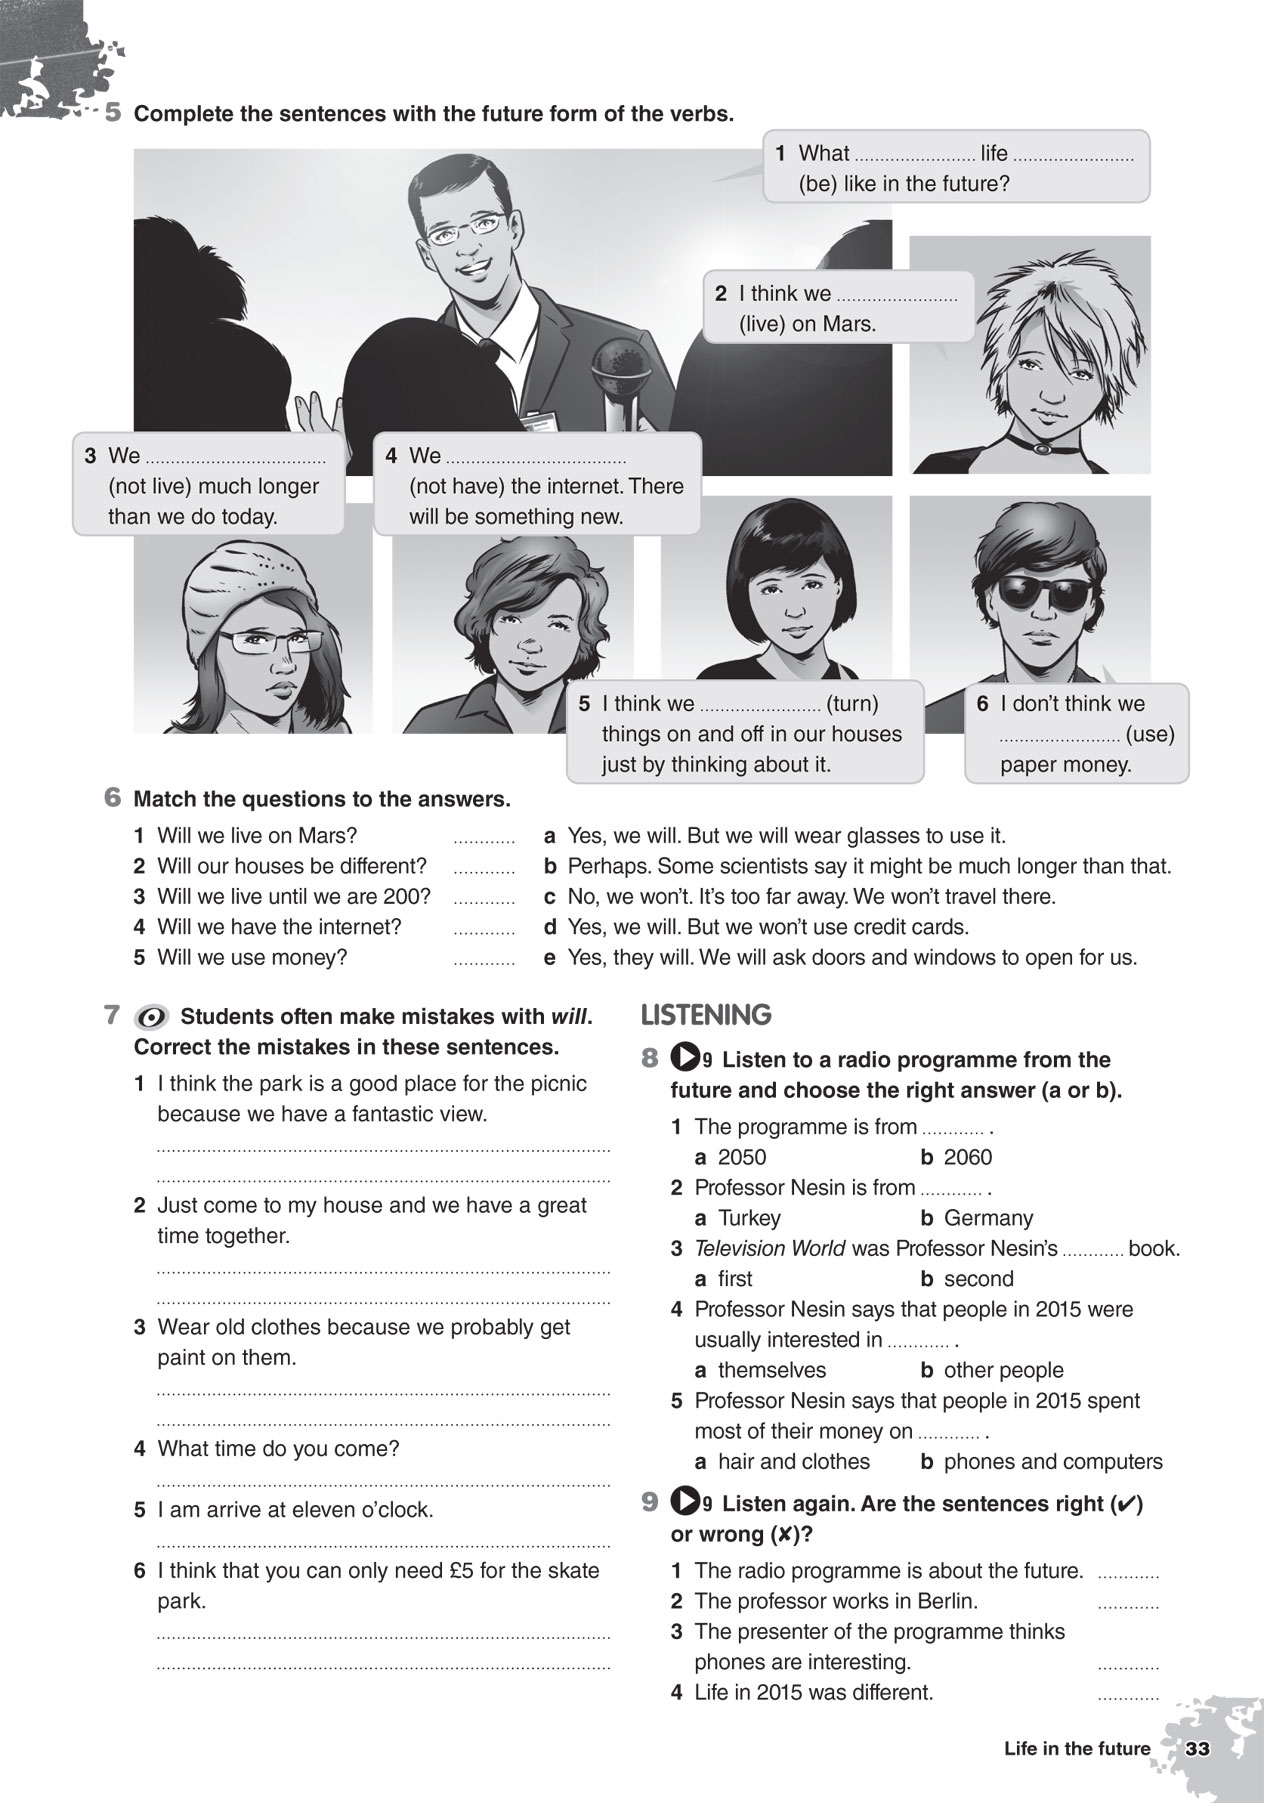 5 Complete the sentences with the future form of the verbs.
1 What ........................ life ........................
(be) like in the future?
2 I think we ........................
(live) on Mars.
3 We ....................................
(not live) much longer
than we do today.
4 We ....................................
(not have) the internet. There
will be something new.
5 I think we ........................ (turn)
things on and off in our houses
just by thinking about it.
6 I don't think we
........................ (use)
paper money.
6 Match the questions to the answers.
1 Will we live on Mars? ............ a Yes, we will. But we will wear glasses to use it.
2 Will our houses be different? ............ b Perhaps. Some scientists say it might be much longer than that.
3 Will we live until we are 200? ............ c No, we won't. It's too far away. We won't travel there.
4 Will we have the internet? ............ d Yes, we will. But we won't use credit cards.
5 Will we use money? ............ e Yes, they will. We will ask doors and windows to open for us.
7 Students often make mistakes with will.
Correct the mistakes in these sentences.
1 I think the park is a good place for the picnic
because we have a fantastic view.
2 Just come to my house and we have a great
time together.
3 Wear old clothes because we probably get
paint on them.
4 What time do you come?
5 I am arrive at eleven o'clock.
6 I think that you can only need £5 for the skate
park.
LISTENING
8 ▶9 Listen to a radio programme from the
future and choose the right answer (a or b).
1 The programme is from ............ .
a 2050 b 2060
2 Professor Nesin is from ............ .
a Turkey b Germany
3 Television World was Professor Nesin's ............ book.
a first b second
4 Professor Nesin says that people in 2015 were
usually interested in ............ .
a themselves b other people
5 Professor Nesin says that people in 2015 spent
most of their money on ............ .
a hair and clothes b phones and computers
9 ▶9 Listen again. Are the sentences right (✔)
or wrong (✘)?
1 The radio programme is about the future. ............
2 The professor works in Berlin. ............
3 The presenter of the programme thinks
phones are interesting. ............
4 Life in 2015 was different. ............
Life in the future 33